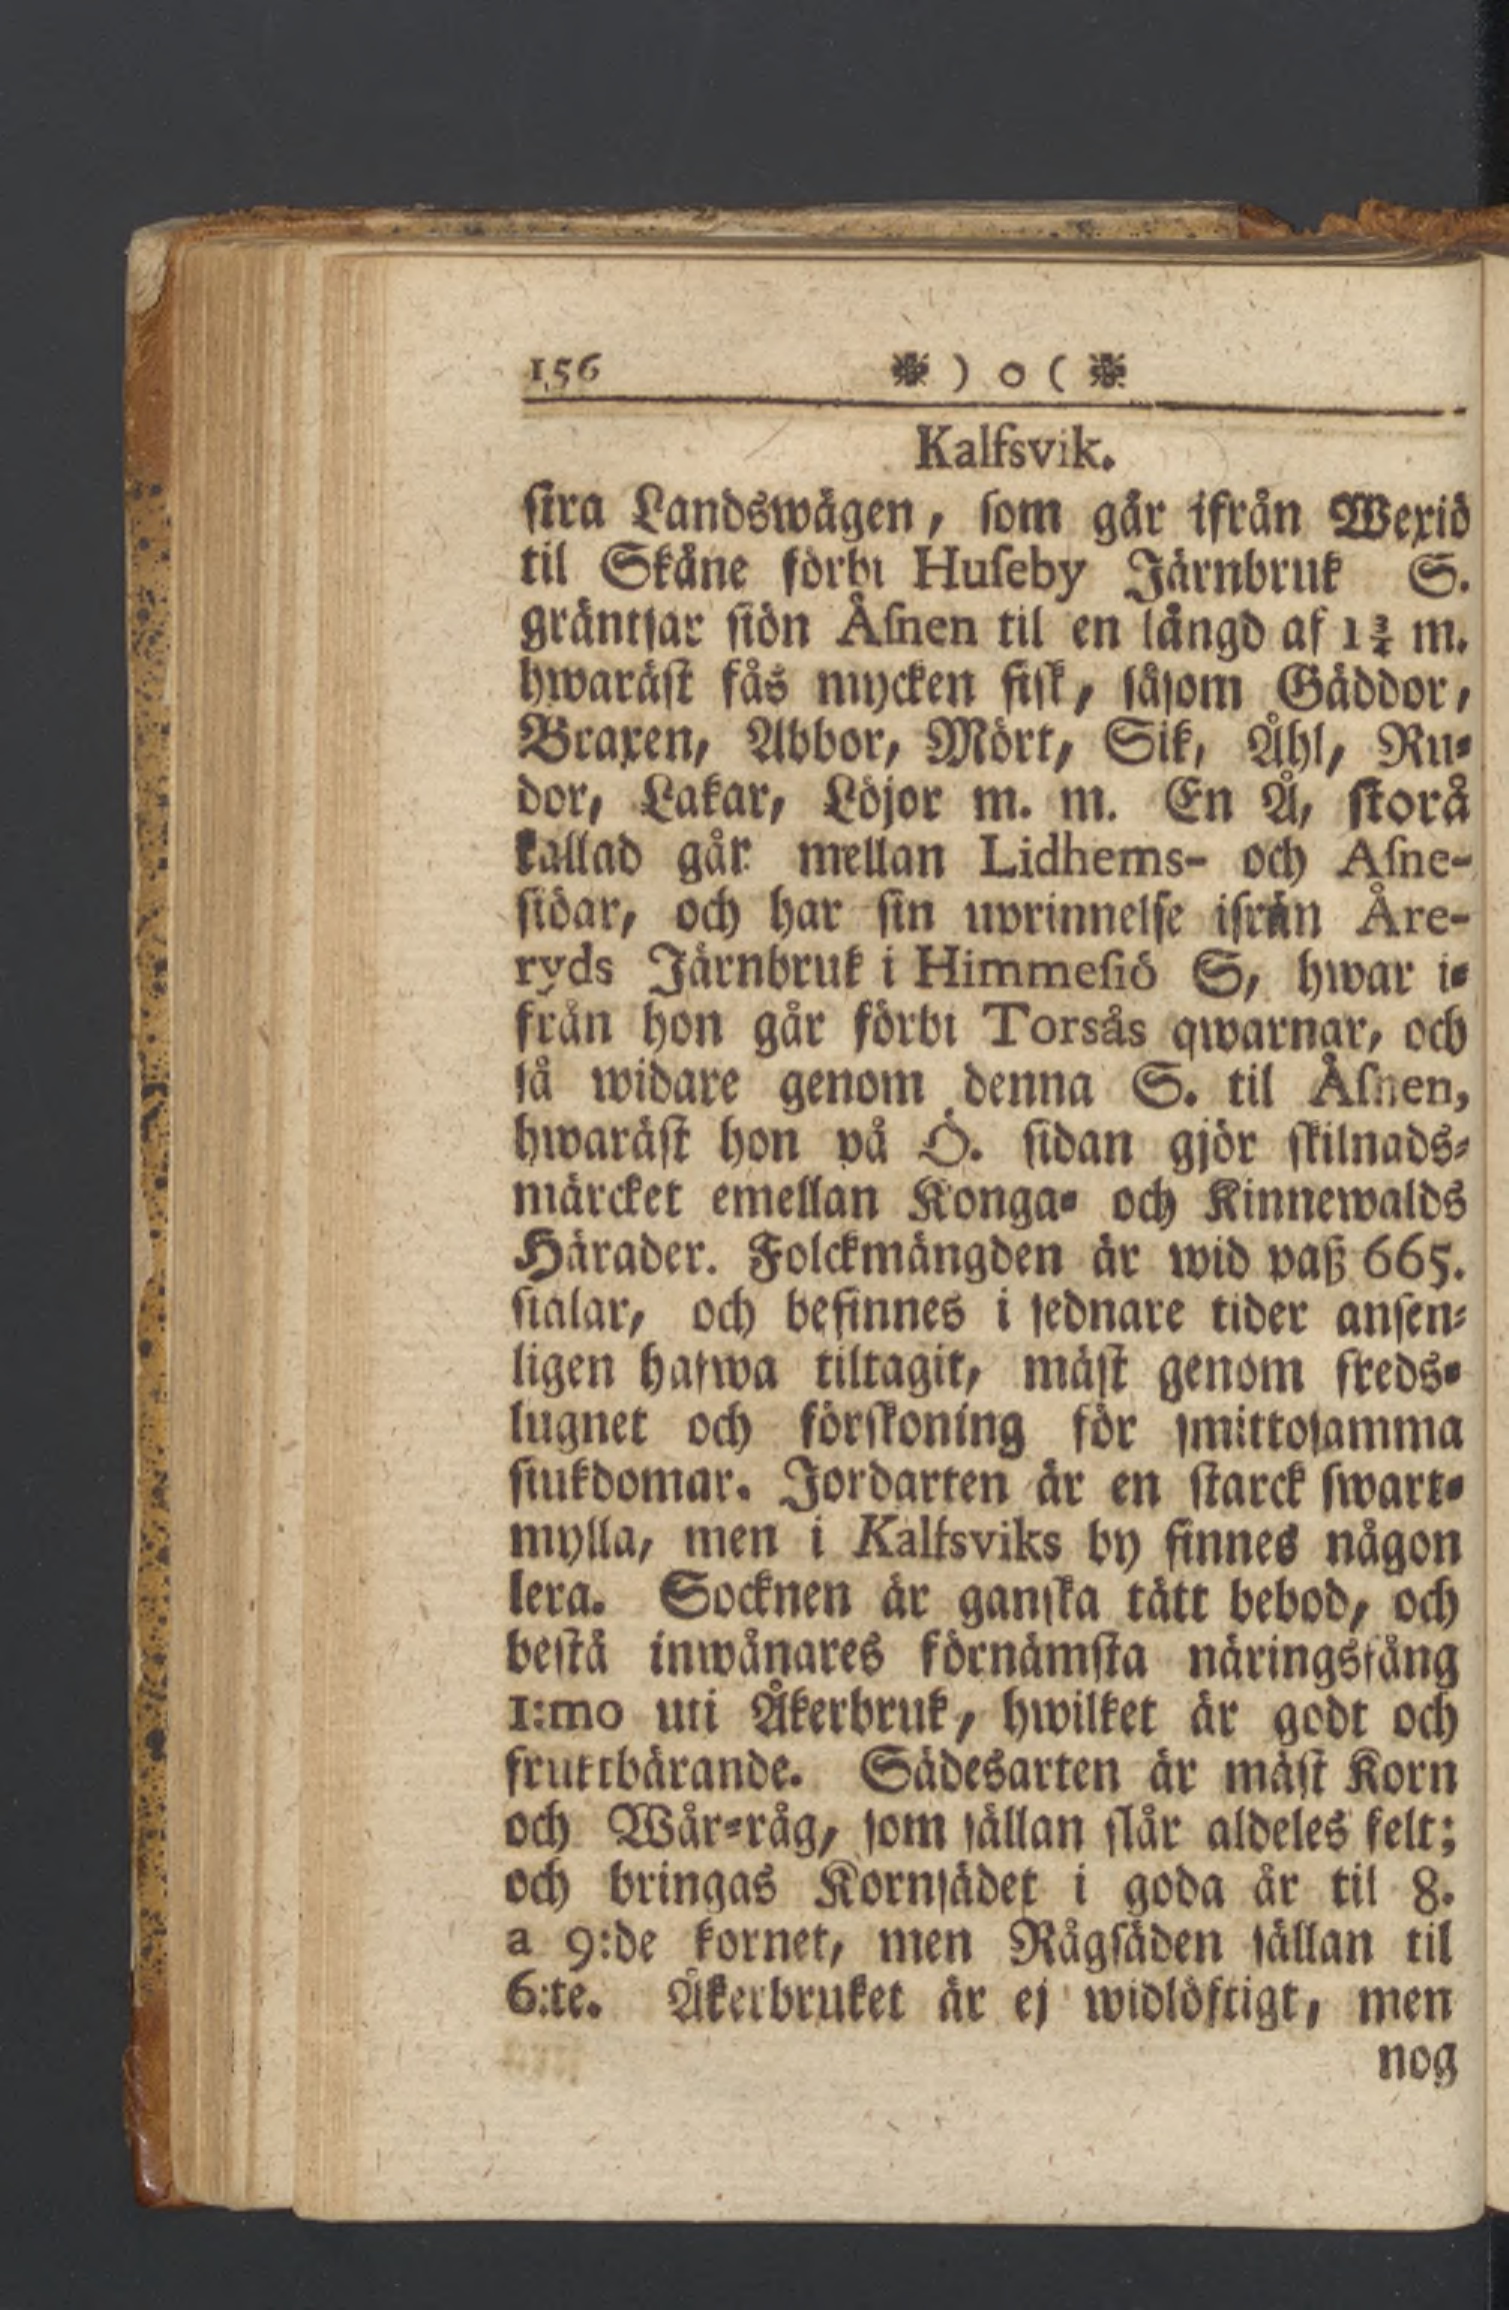 156 ❉ ) o ( ❉
Kalfsvik.
ſtra Landswägen, ſom går ifrån Wexiö
til Skåne förbi Huſeby Järnbruk S.
gräntſar ſiön Åſnen til en längd af 1¾ m.
hwaräſt fås mycken fiſk, ſåſom Gäddor,
Braxen, Abbor, Mört, Sik, Åhl, Ru-
dor, Lakar, Löjor m. m. En Å, ſtorå
kallad går mellan Lidhems- och Aſne-
ſiöar, och har ſin uprinnelſe ifrån Åre-
ryds Järnbruk i Himmeſiö S, hwar i-
från hon går förbi Torsås qwarnar, och
ſå widare genom denna S. til Åſnen,
hwaräſt hon på Ö. ſidan gjör ſkilnads-
märcket emellan Konga- och Kinnewalds
Härader. Folckmängden är wid paß 665.
ſialar, och befinnes i ſednare tider anſen-
ligen hafwa tiltagit, mäſt genom freds-
lugnet och förſkoning för ſmittoſamma
ſiukdomar. Jordarten är en ſtarck ſwart-
mylla, men i Kalfsviks by finnes någon
lera. Socknen är ganſka tätt bebod, och
beſtå inwånares förnämſta näringsfång
1:mo uti Åkerbruk, hwilket är godt och
fruktbärande. Sädesarten är mäſt Korn
och Wår-råg, ſom ſällan ſlår aldeles felt;
och bringas Kornſädet i goda år til 8.
a 9:de kornet, men Rågſäden ſällan til
6:te. Åkerbruket är ej widlöftigt, men
nog